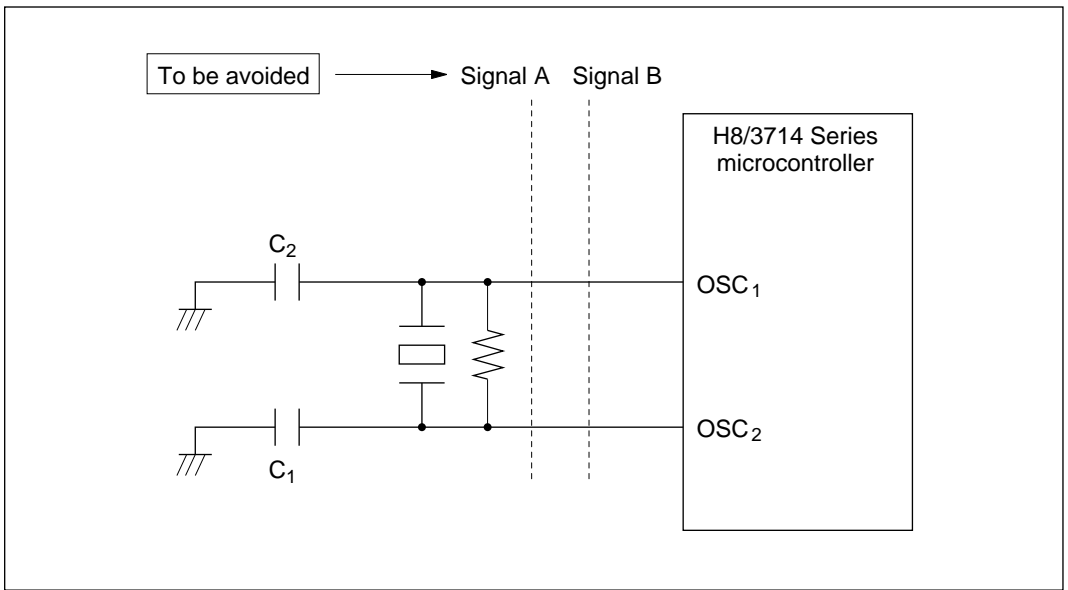 To be avoided
Signal A
Signal B
H8/3714 Series
microcontroller
C2
OSC1
OSC2
C1